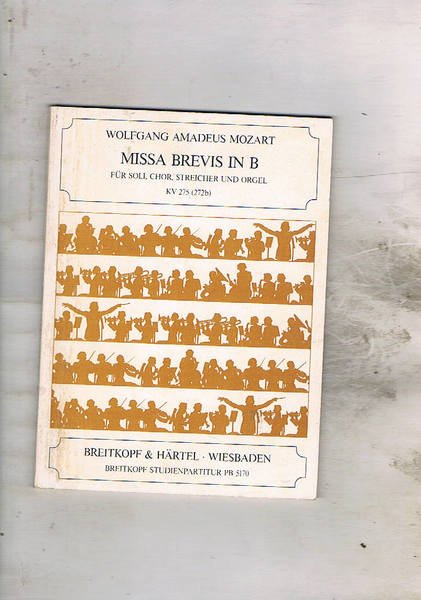 WOLFGANG AMADEUS MOZART
MISSA BREVIS IN B
FÜR SOLI, CHOR, STREICHER UND ORGEL
KV 275 (272b)
BREITKOPF & HÄRTEL · WIESBADEN
BREITKOPF STUDIENPARTITUR PB 5170